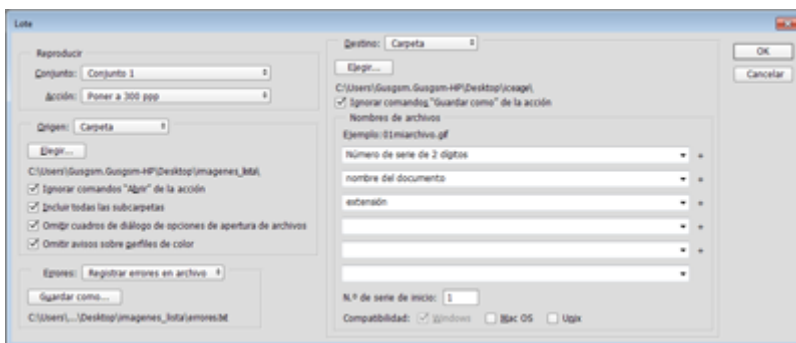 Lote
Reproducir
Conjunto: Conjunto 1
Acción: Poner a 300 ppp
Origen: Carpeta
Elegir...
C:\Users\Gusgsm.Gusgsm-HP\Desktop\imagenes_lista\
Ignorar comandos "Abrir" de la acción
Incluir todas las subcarpetas
Omitir cuadros de diálogo de opciones de apertura de archivos
Omitir avisos sobre perfiles de color
Errores: Registrar errores en archivo
Guardar como...
C:\Users\...\Desktop\imagenes_lista\errores.txt
Destino: Carpeta
Elegir...
C:\Users\Gusgsm.Gusgsm-HP\Desktop\iceage\
Ignorar comandos "Guardar como" de la acción
Nombres de archivos
Ejemplo: 01miarchivo.gif
Número de serie de 2 dígitos +
nombre del documento +
extensión +
+
+
N.º de serie de inicio: 1
Compatibilidad: Windows Mac OS Unix
OK
Cancelar